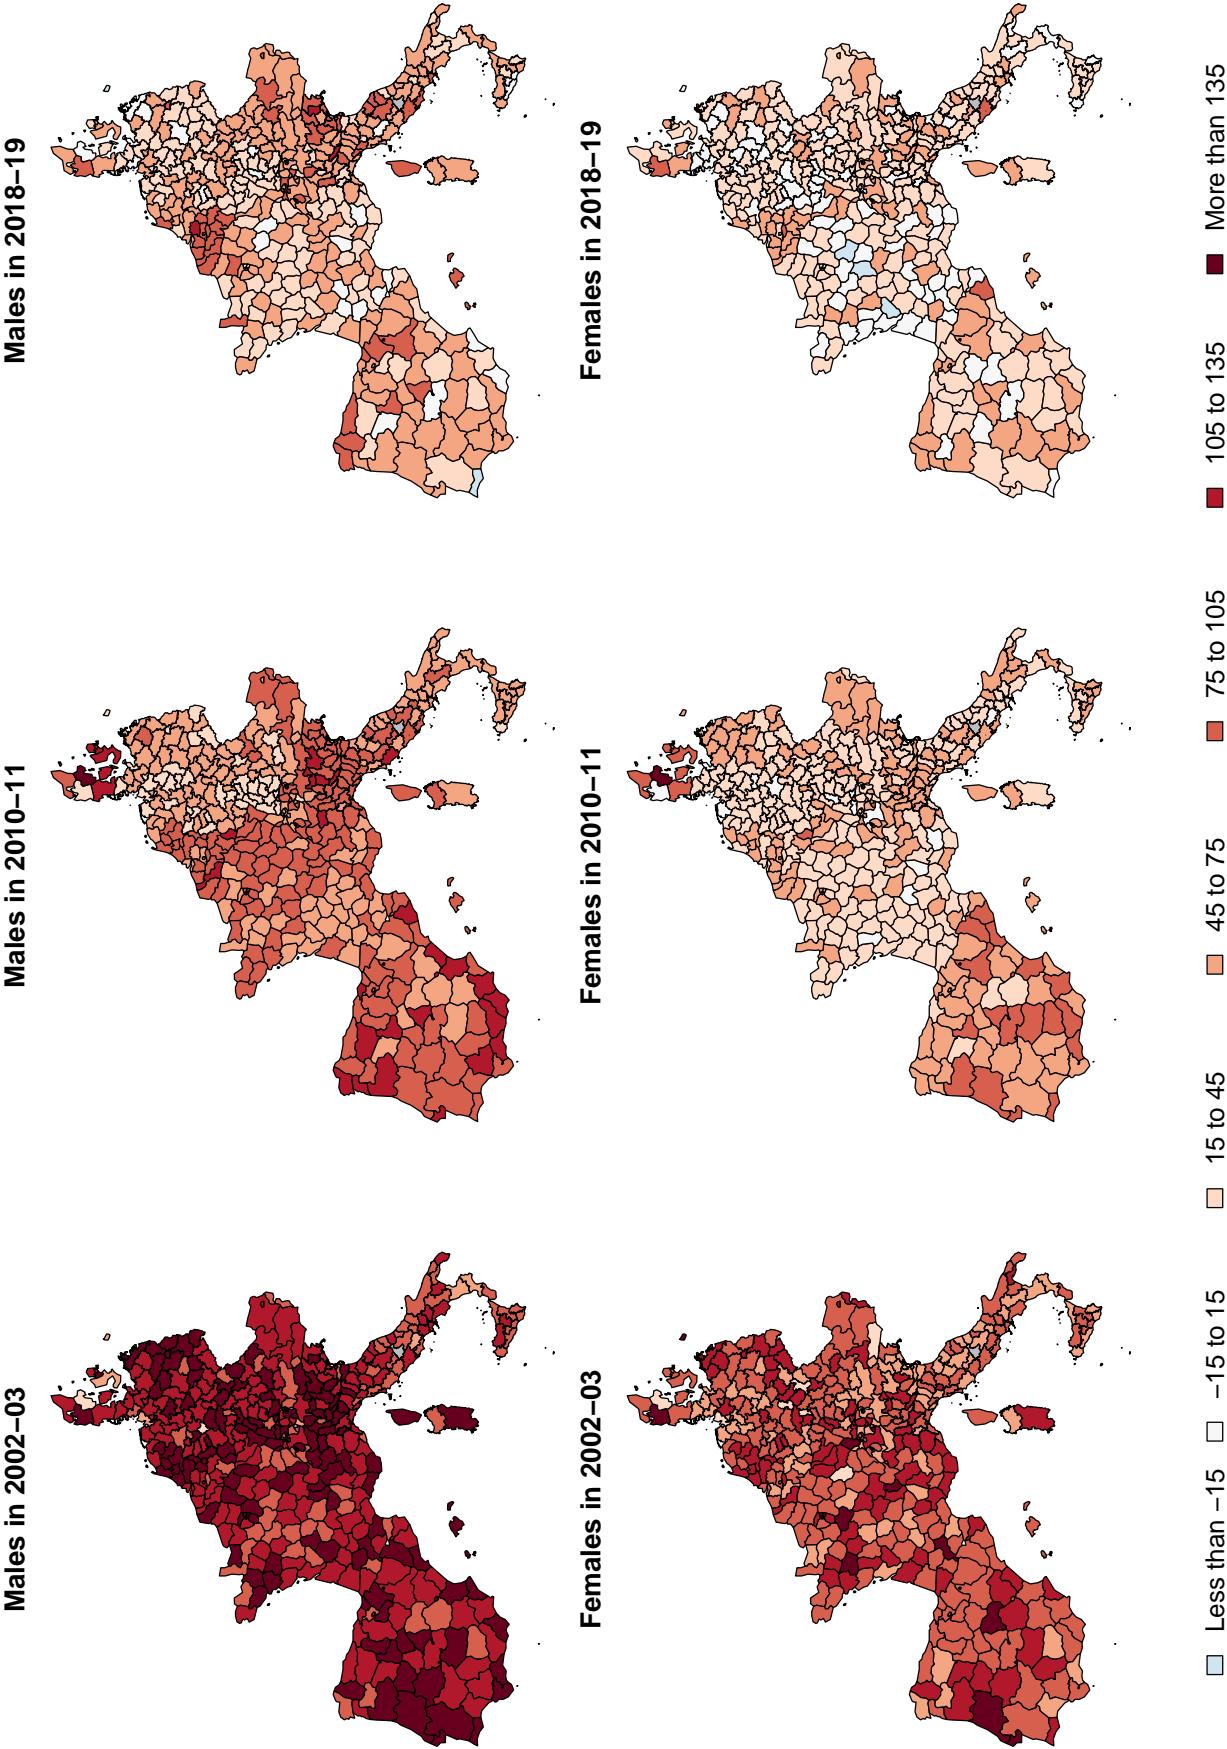 Males in 2002–03
Males in 2010–11
Males in 2018–19
Females in 2002–03
Females in 2010–11
Females in 2018–19
Less than −15
−15 to 15
15 to 45
45 to 75
75 to 105
105 to 135
More than 135